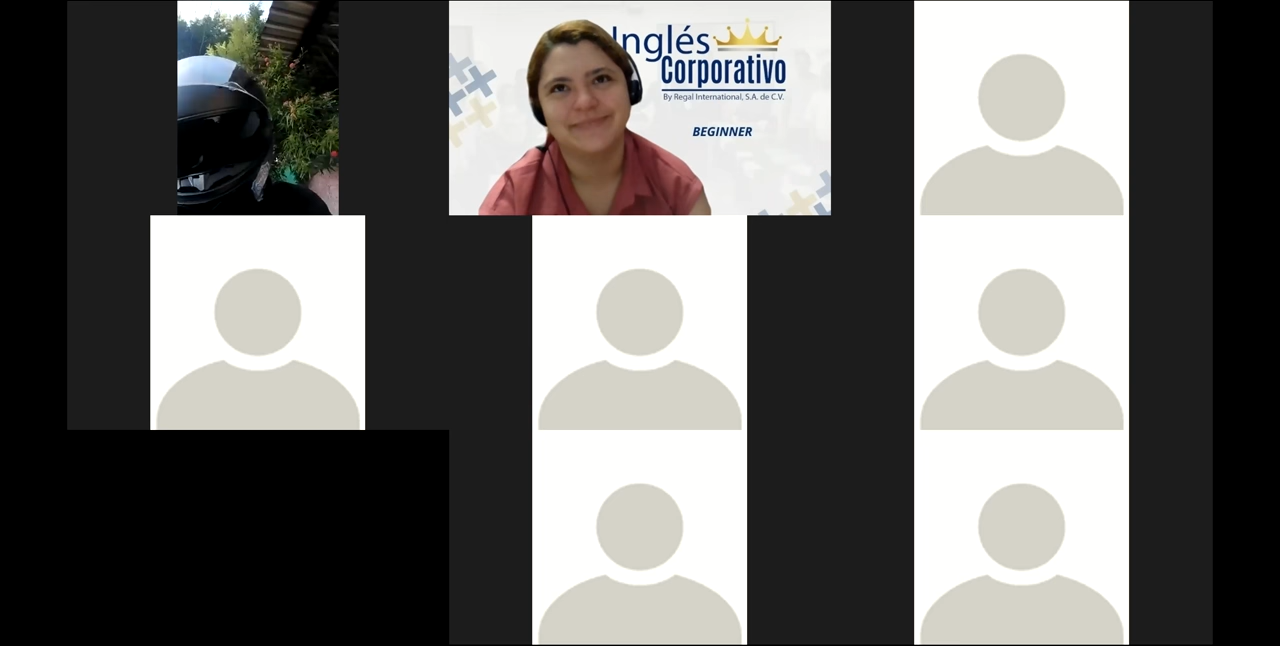 Inglés
Corporativo
By Regal International, S.A. de C.V.
BEGINNER